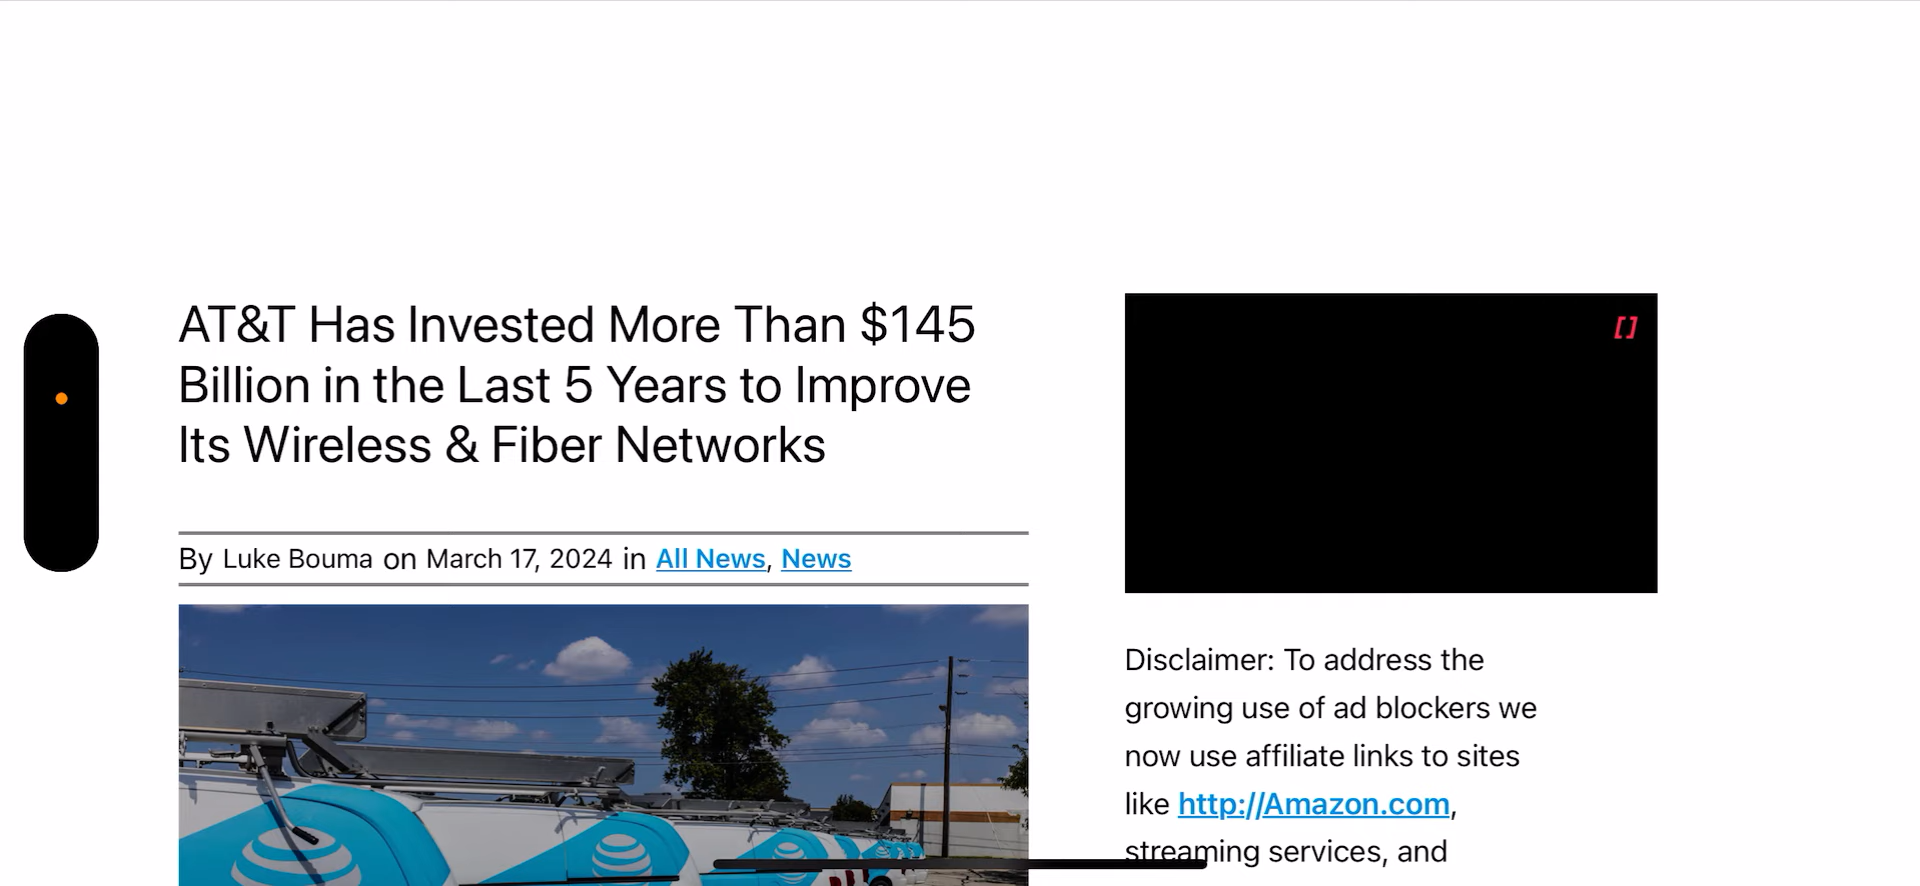 AT&T Has Invested More Than $145
Billion in the Last 5 Years to Improve
Its Wireless & Fiber Networks
By Luke Bouma on March 17, 2024 in All News, News
[]
Disclaimer: To address the
growing use of ad blockers we
now use affiliate links to sites
like http://Amazon.com,
streaming services, and